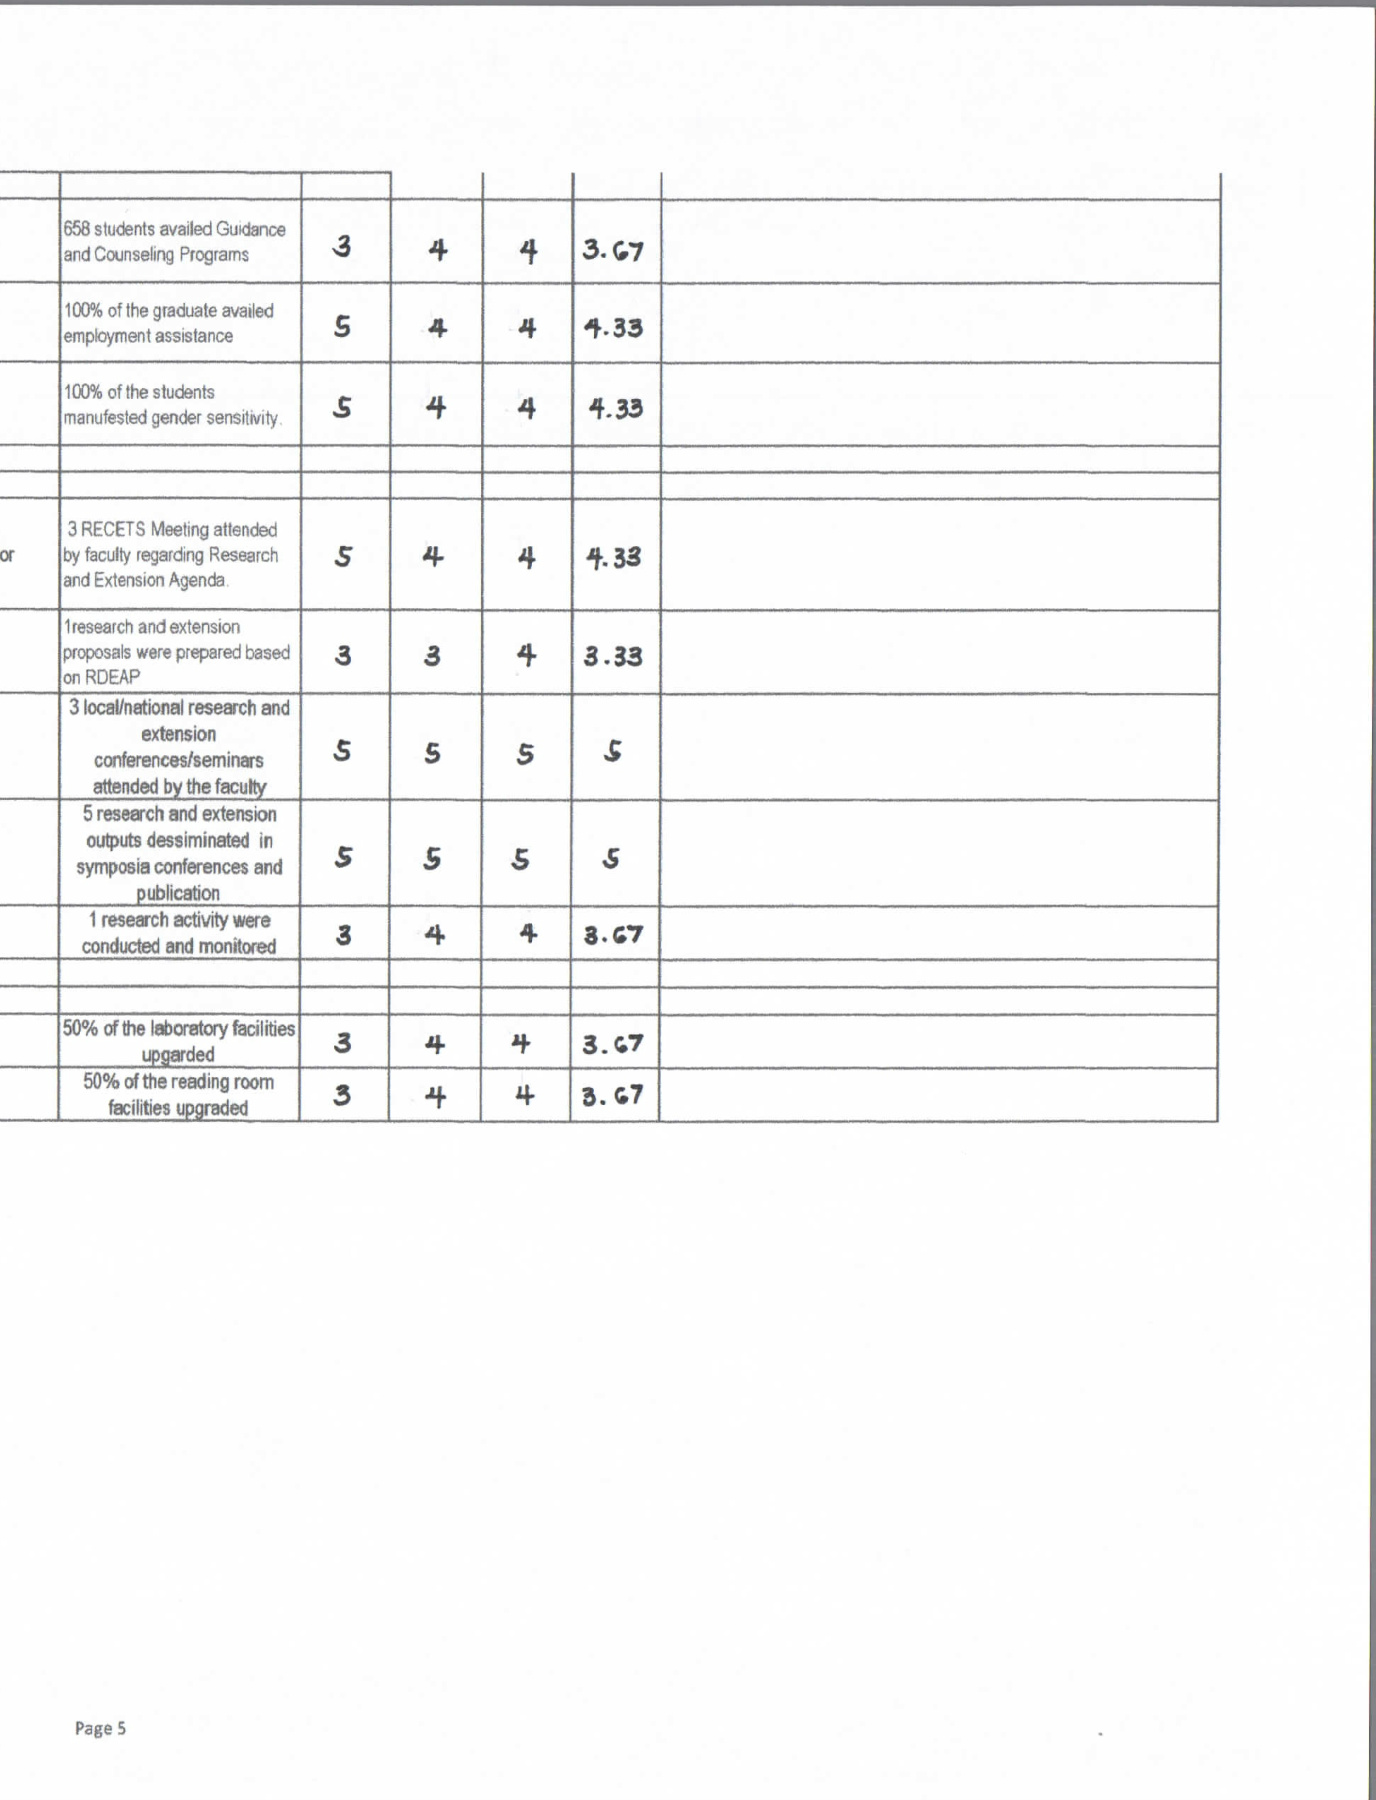 658 students availed Guidance
and Counseling Programs
3 4 4 3.67
100% of the graduate availed
employment assistance
5 4 4 4.33
100% of the students
manufested gender sensitivity.
5 4 4 4.33
or
3 RECETS Meeting attended
by faculty regarding Research
and Extension Agenda.
5 4 4 4.33
1research and extension
proposals were prepared based
on RDEAP
3 3 4 3.33
3 local/national research and
extension
conferences/seminars
attended by the faculty
5 5 5 5
5 research and extension
outputs dessiminated in
symposia conferences and
publication
5 5 5 5
1 research activity were
conducted and monitored
3 4 4 3.67
50% of the laboratory facilities
upgarded
3 4 4 3.67
50% of the reading room
facilities upgraded
3 4 4 3.67
Page 5